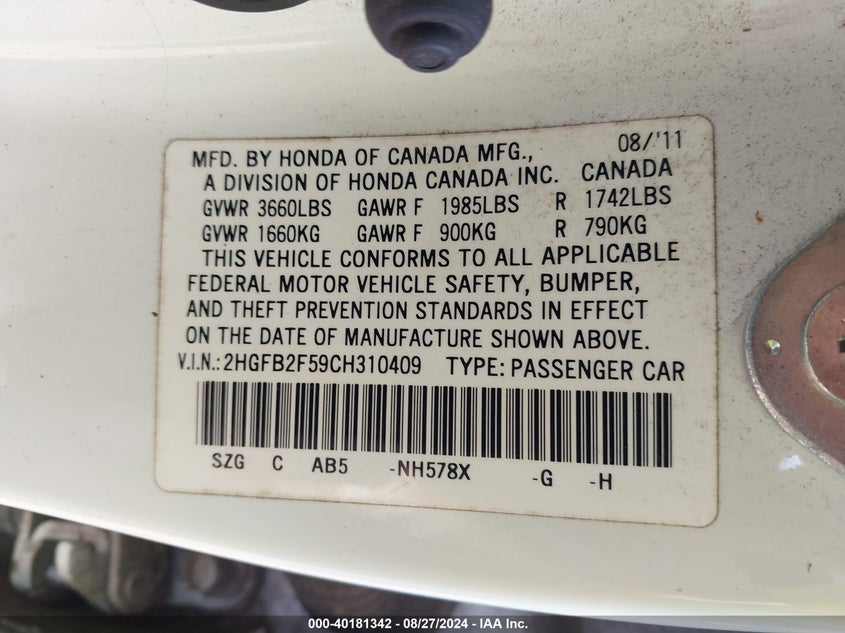 08/'11
MFD. BY HONDA OF CANADA MFG.,
A DIVISION OF HONDA CANADA INC. CANADA
GVWR 3660LBS GAWR F 1985LBS R 1742LBS
GVWR 1660KG GAWR F 900KG R 790KG
THIS VEHICLE CONFORMS TO ALL APPLICABLE
FEDERAL MOTOR VEHICLE SAFETY, BUMPER,
AND THEFT PREVENTION STANDARDS IN EFFECT
ON THE DATE OF MANUFACTURE SHOWN ABOVE.
V.I.N.: 2HGFB2F59CH310409 TYPE: PASSENGER CAR
SZG C AB5 -NH578X -G -H
000-40181342 - 08/27/2024 - IAA Inc.